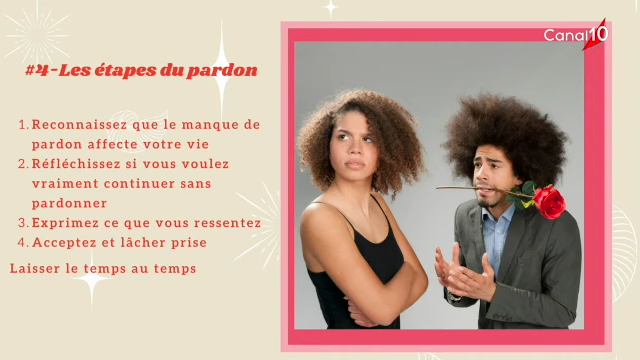 #4-Les étapes du pardon
1. Reconnaissez que le manque de
pardon affecte votre vie
2. Réfléchissez si vous voulez
vraiment continuer sans
pardonner
3. Exprimez ce que vous ressentez
4. Acceptez et lâcher prise
Laisser le temps au temps
Canal10